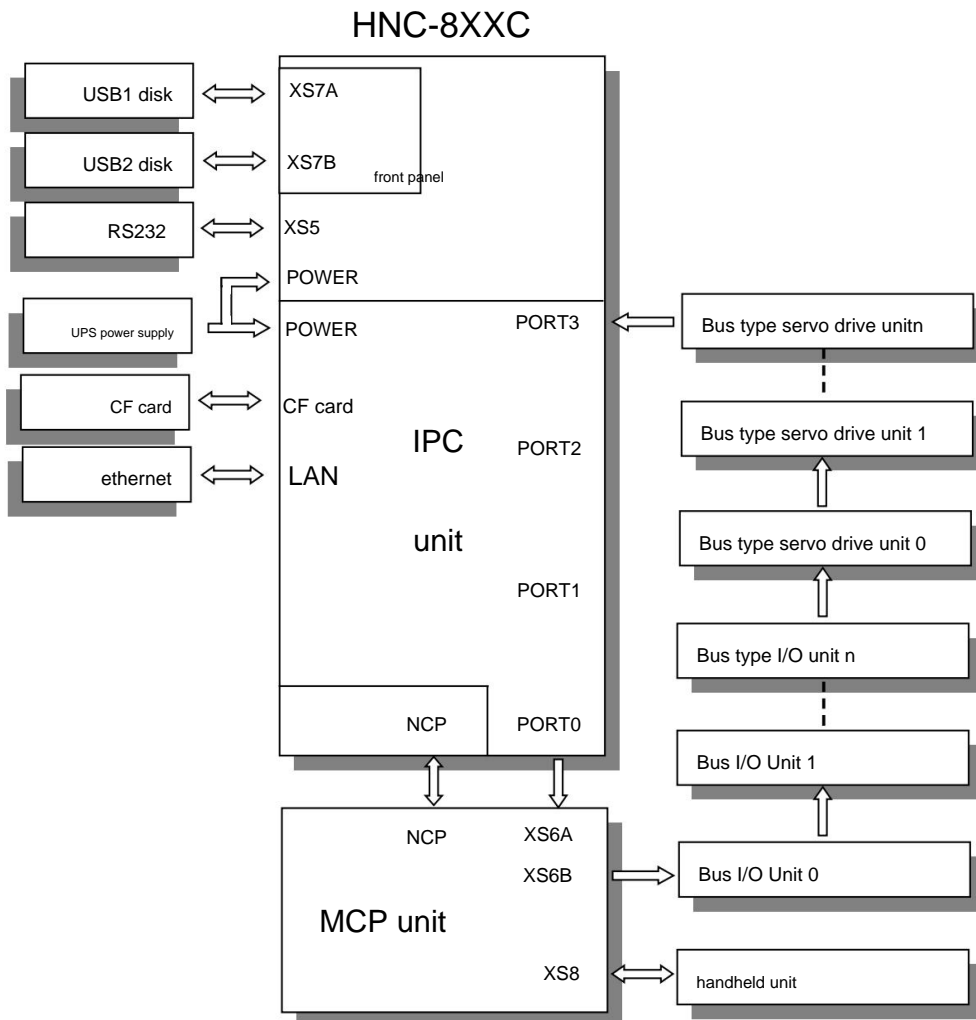 HNC-8XXC
USB1 disk
XS7A
USB2 disk
XS7B
front panel
RS232
XS5
POWER
UPS power supply
POWER
PORT3
Bus type servo drive unitn
CF card
CF card
IPC
PORT2
Bus type servo drive unit 1
ethernet
LAN
unit
Bus type servo drive unit 0
PORT1
Bus type I/O unit n
NCP
PORT0
Bus I/O Unit 1
NCP
XS6A
XS6B
Bus I/O Unit 0
MCP unit
XS8
handheld unit